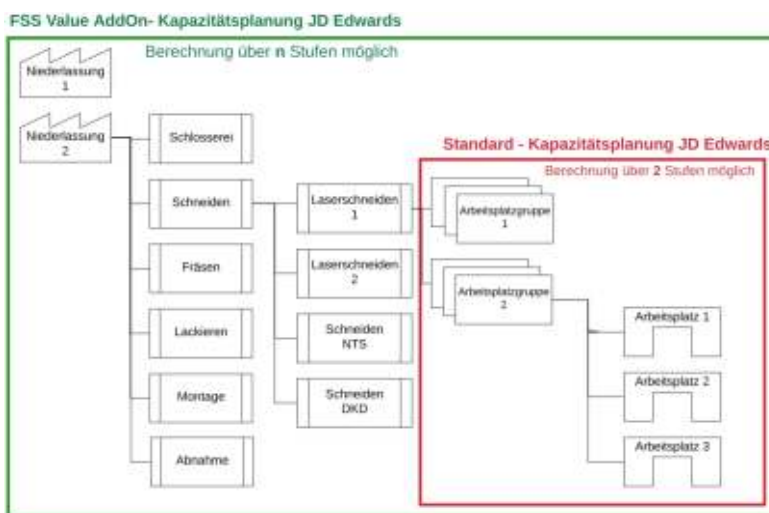 FSS Value AddOn- Kapazitätsplanung JD Edwards
Berechnung über n Stufen möglich
Niederlassung
1
Niederlassung
2
Schlosserei
Schneiden
Fräsen
Lackieren
Montage
Abnahme
Laserschneiden
1
Laserschneiden
2
Schneiden
NTS
Schneiden
DKD
Standard - Kapazitätsplanung JD Edwards
Berechnung über 2 Stufen möglich
Arbeitsplatzgruppe
1
Arbeitsplatzgruppe
2
Arbeitsplatz 1
Arbeitsplatz 2
Arbeitsplatz 3